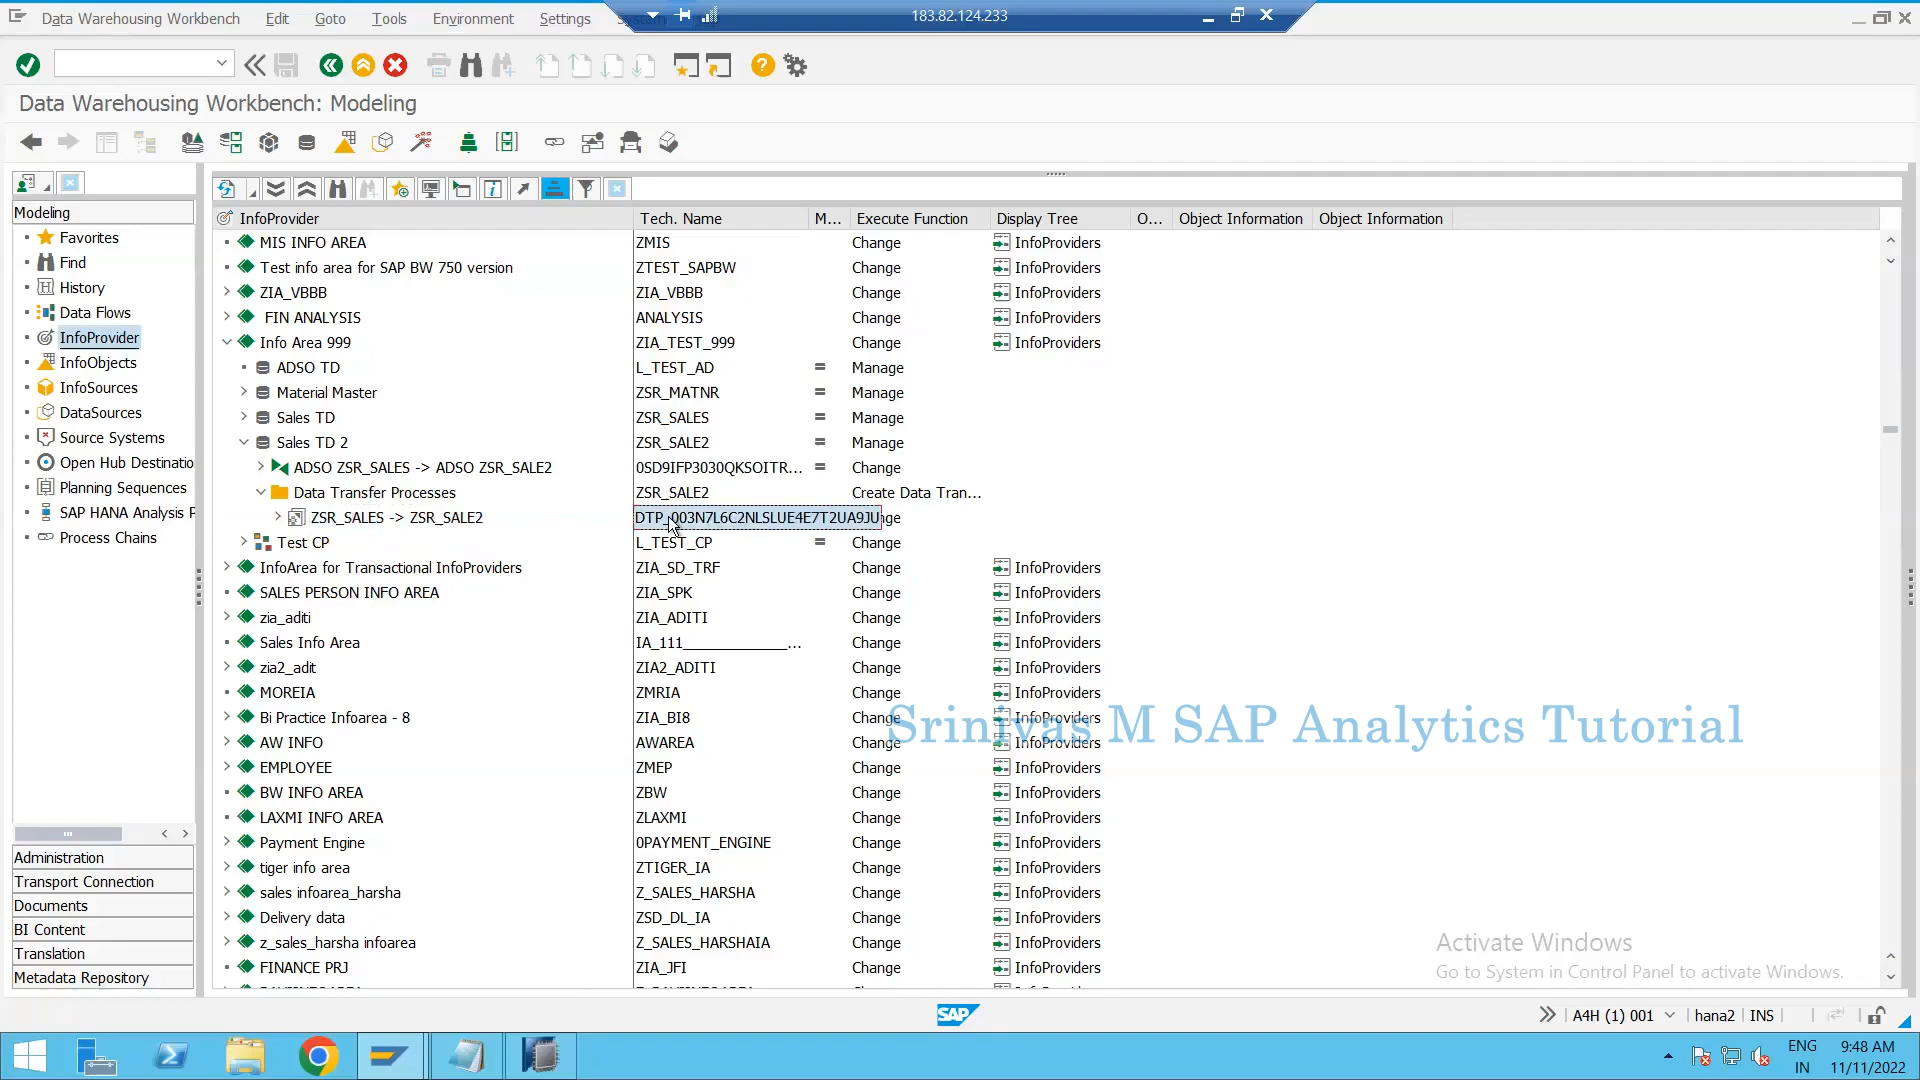 Data Warehousing Workbench Edit Goto Tools Environment Settings System
183.82.124.233
Data Warehousing Workbench: Modeling
Modeling
Favorites
Find
History
Data Flows
InfoProvider
InfoObjects
InfoSources
DataSources
Source Systems
Open Hub Destinatio
Planning Sequences
SAP HANA Analysis P
Process Chains
Administration
Transport Connection
Documents
BI Content
Translation
Metadata Repository
InfoProvider Tech. Name M... Execute Function Display Tree O... Object Information Object Information
MIS INFO AREA ZMIS Change InfoProviders
Test info area for SAP BW 750 version ZTEST_SAPBW Change InfoProviders
ZIA_VBBB ZIA_VBBB Change InfoProviders
FIN ANALYSIS ANALYSIS Change InfoProviders
Info Area 999 ZIA_TEST_999 Change InfoProviders
ADSO TD L_TEST_AD = Manage
Material Master ZSR_MATNR = Manage
Sales TD ZSR_SALES = Manage
Sales TD 2 ZSR_SALE2 = Manage
ADSO ZSR_SALES -> ADSO ZSR_SALE2 0SD9IFP3030QKSOITR... = Change
Data Transfer Processes ZSR_SALE2 Create Data Tran...
ZSR_SALES -> ZSR_SALE2 DTP_003N7L6C2NLSLUE4E7T2UA9JU nge
Test CP L_TEST_CP = Change
InfoArea for Transactional InfoProviders ZIA_SD_TRF Change InfoProviders
SALES PERSON INFO AREA ZIA_SPK Change InfoProviders
zia_aditi ZIA_ADITI Change InfoProviders
Sales Info Area IA_111____________... Change InfoProviders
zia2_adit ZIA2_ADITI Change InfoProviders
MOREIA ZMRIA Change InfoProviders
Bi Practice Infoarea - 8 ZIA_BI8 Change InfoProviders
AW INFO AWAREA Change InfoProviders
EMPLOYEE ZMEP Change InfoProviders
BW INFO AREA ZBW Change InfoProviders
LAXMI INFO AREA ZLAXMI Change InfoProviders
Payment Engine 0PAYMENT_ENGINE Change InfoProviders
tiger info area ZTIGER_IA Change InfoProviders
sales infoarea_harsha Z_SALES_HARSHA Change InfoProviders
Delivery data ZSD_DL_IA Change InfoProviders
z_sales_harsha infoarea Z_SALES_HARSHAIA Change InfoProviders
FINANCE PRJ ZIA_JFI Change InfoProviders
Srinivas M SAP Analytics Tutorial
Activate Windows
Go to System in Control Panel to activate Windows.
SAP
A4H (1) 001 hana2 INS
ENG
IN
9:48 AM
11/11/2022